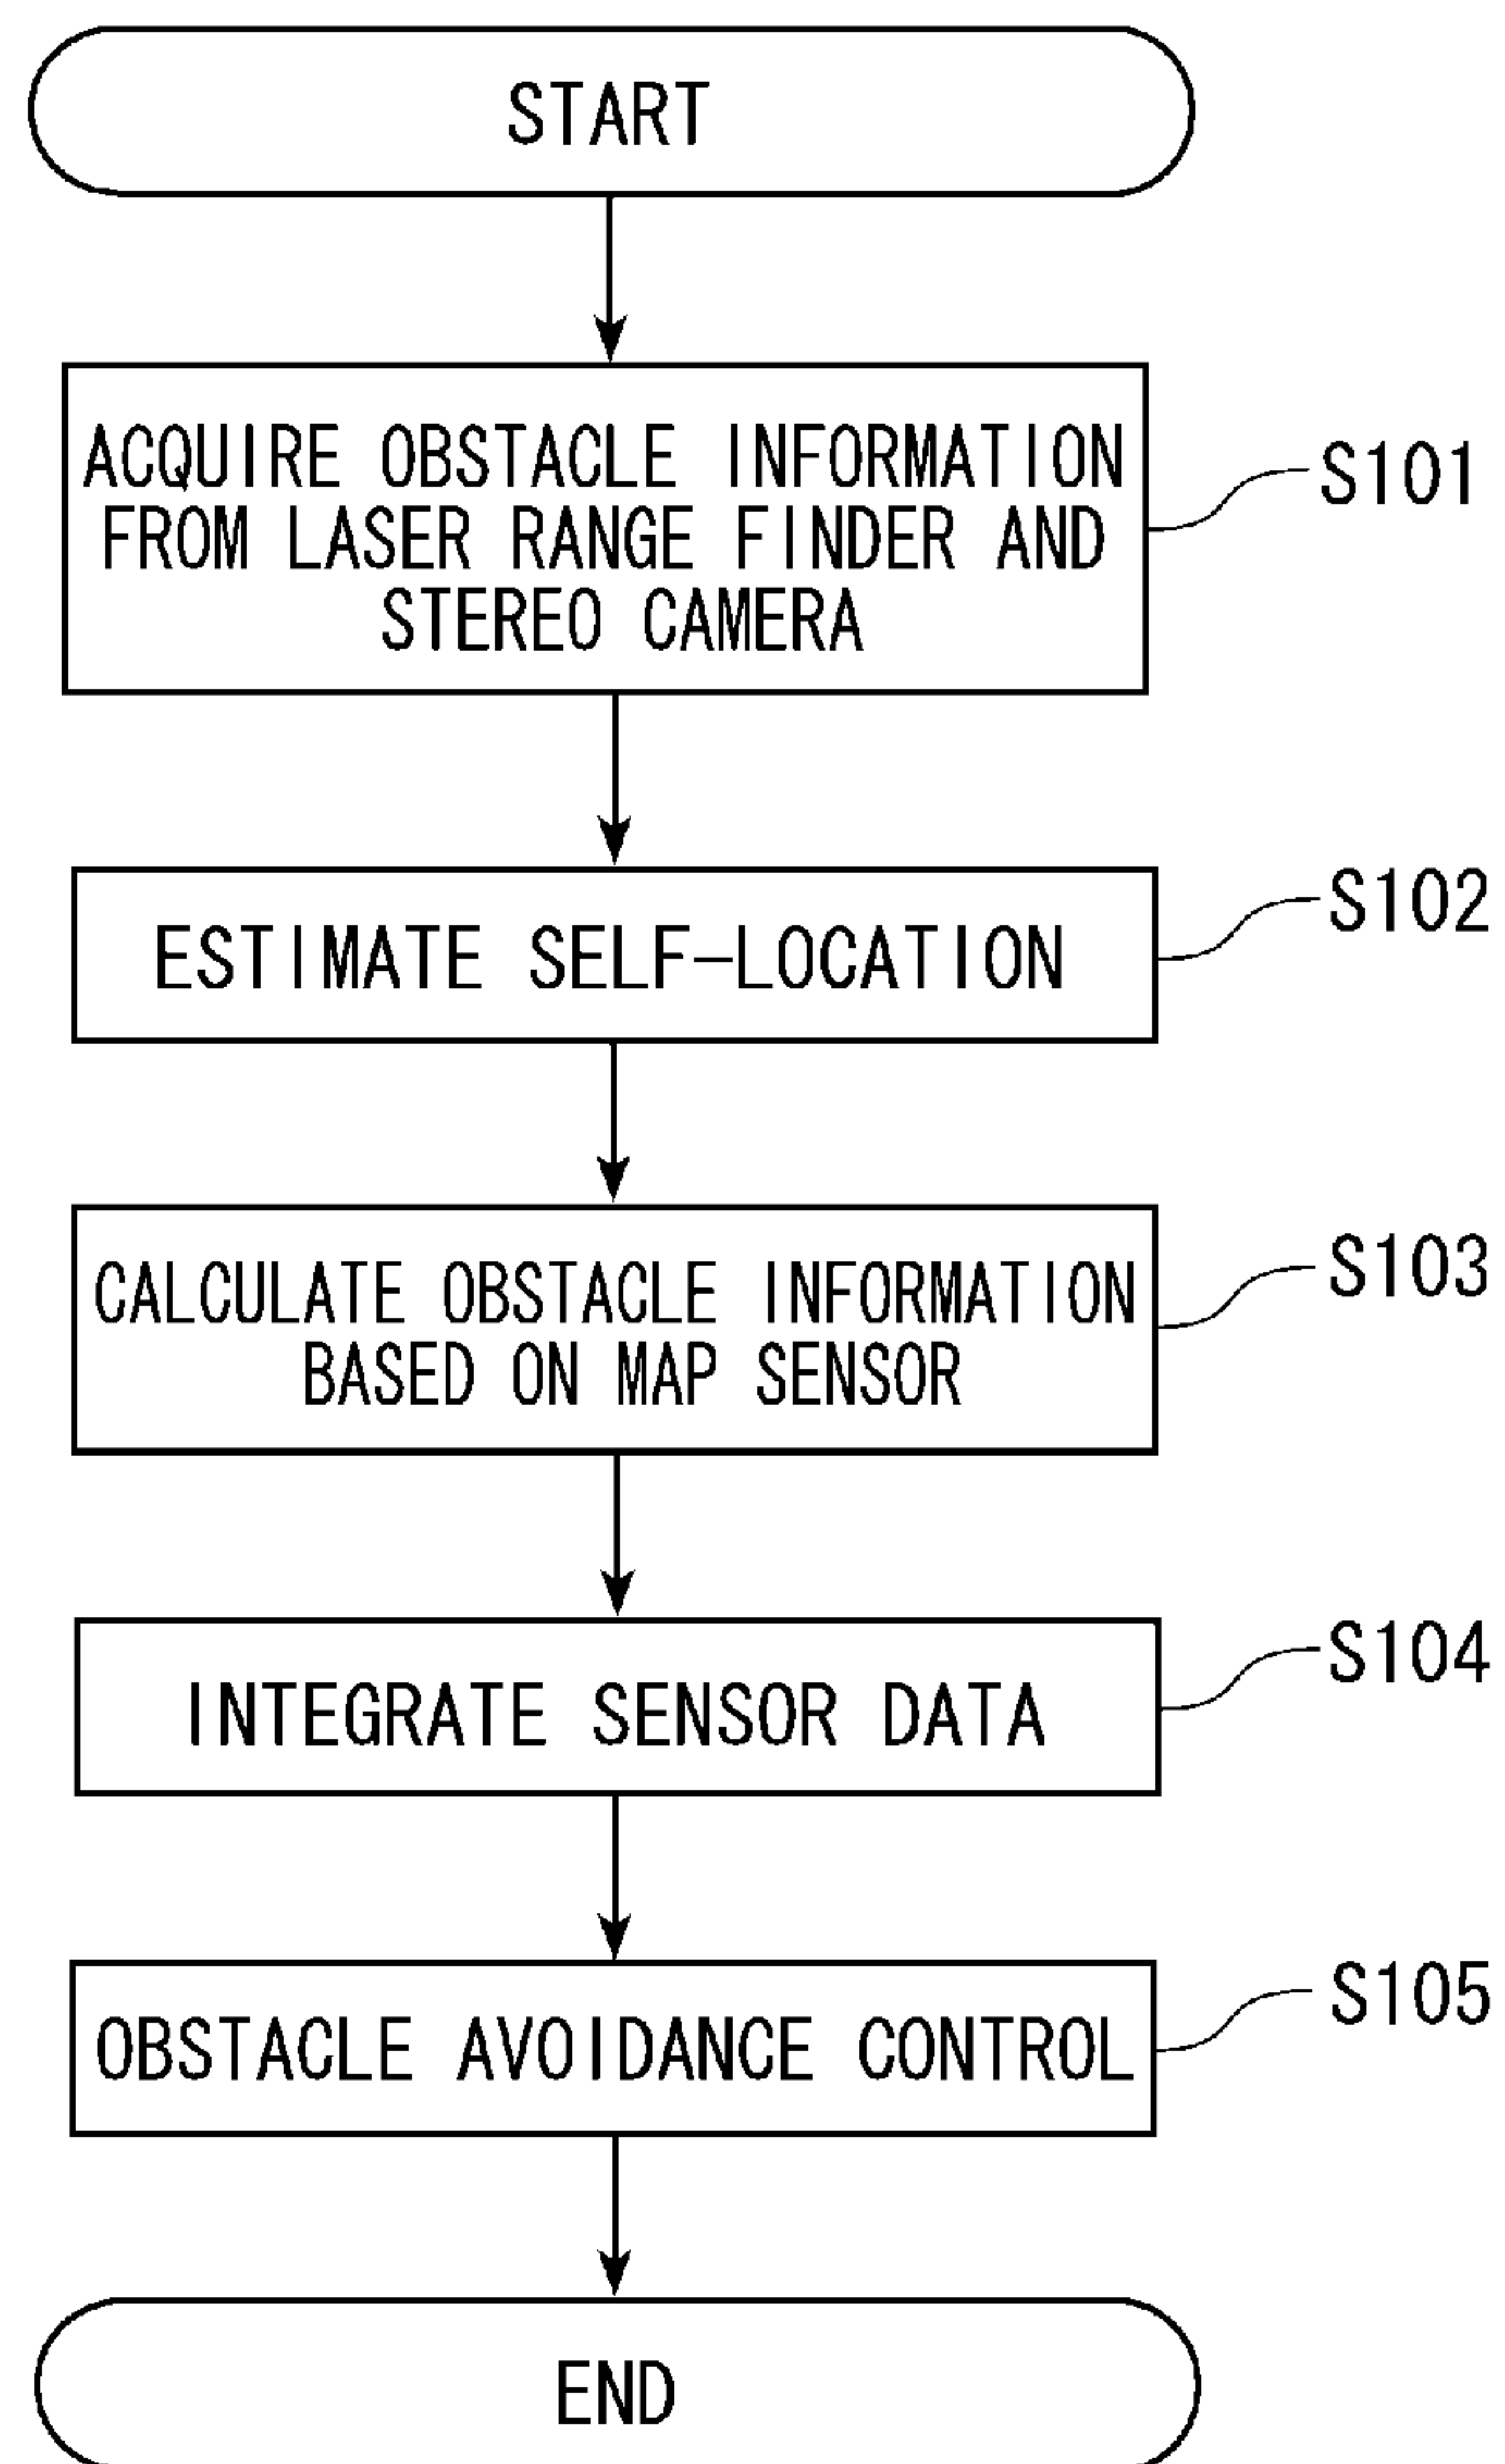 START
ACQUIRE OBSTACLE INFORMATION
FROM LASER RANGE FINDER AND
STEREO CAMERA
S101
ESTIMATE SELF-LOCATION
S102
CALCULATE OBSTACLE INFORMATION
BASED ON MAP SENSOR
S103
INTEGRATE SENSOR DATA
S104
OBSTACLE AVOIDANCE CONTROL
S105
END